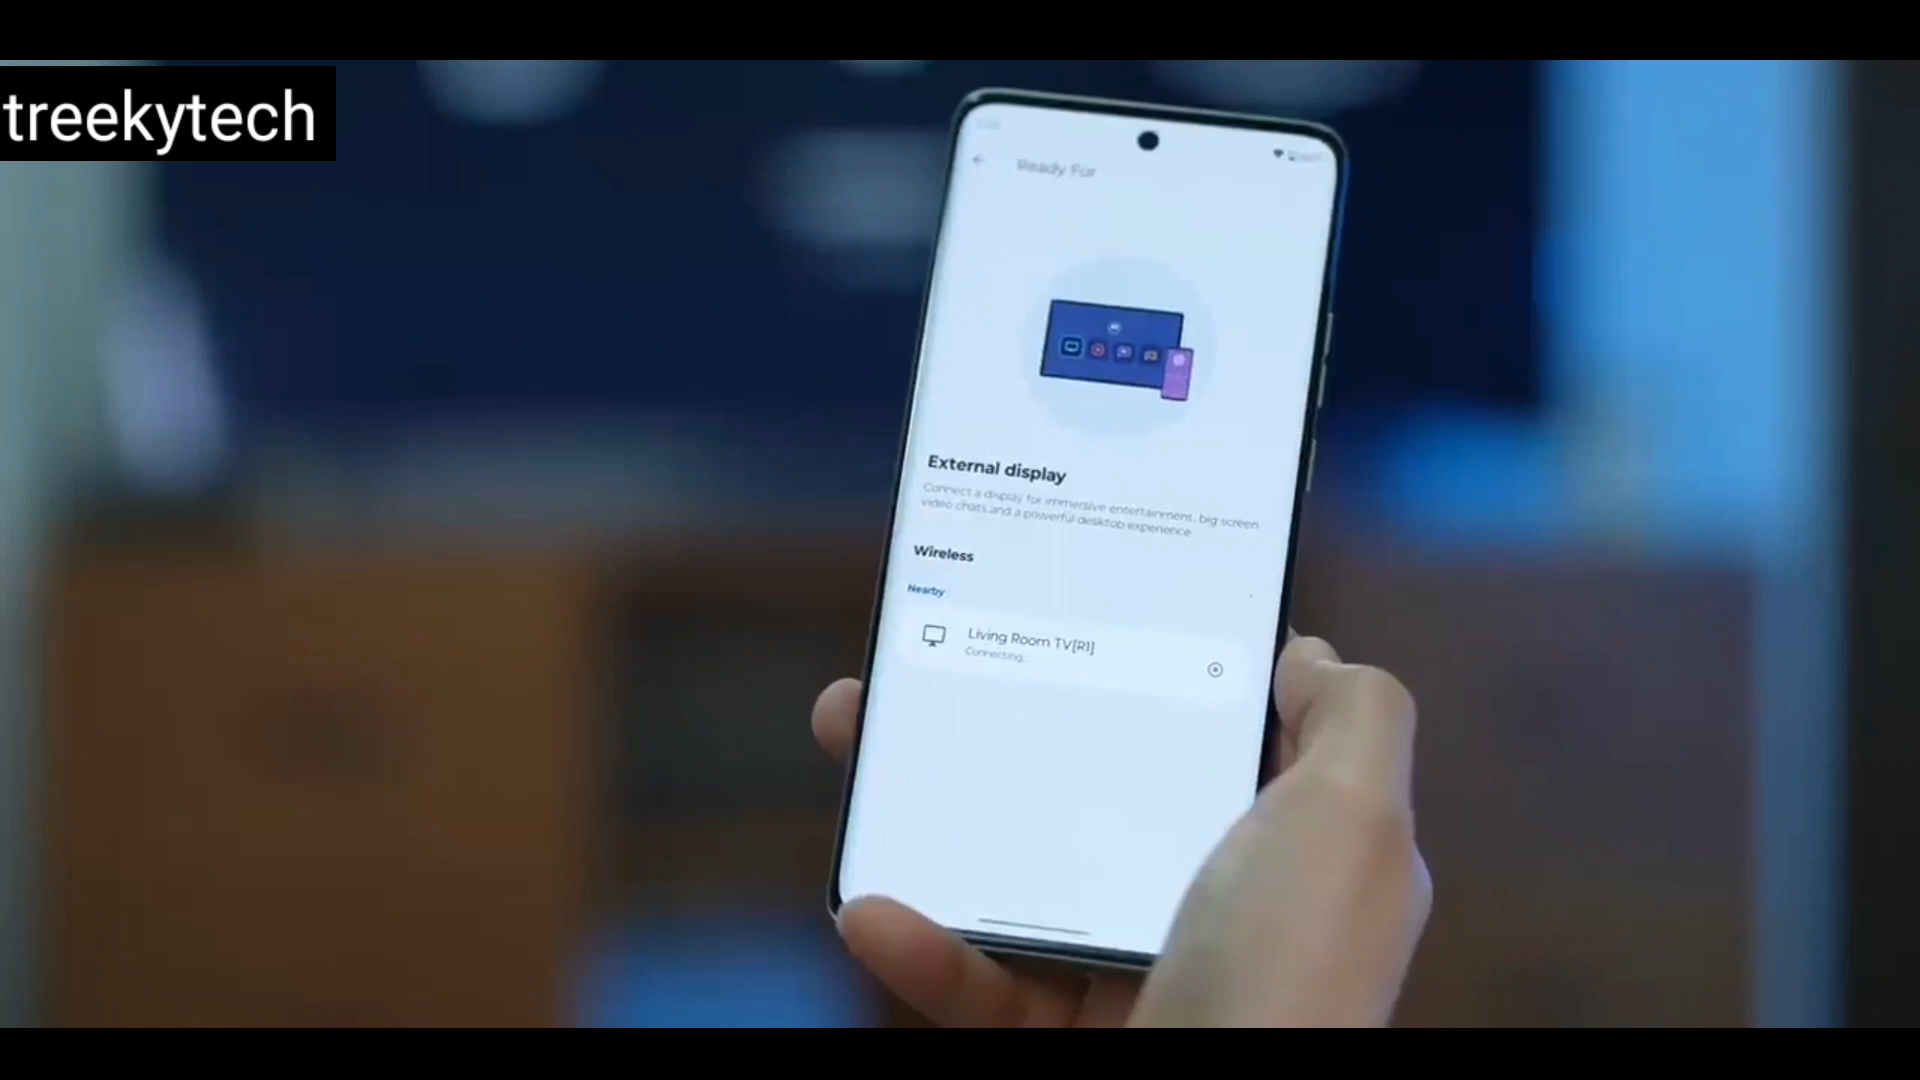 treekytech
Ready For
External display
Connect a display for immersive entertainment, big screen
video chats and a powerful desktop experience
Wireless
Nearby
Living Room TV[R1]
Connecting...